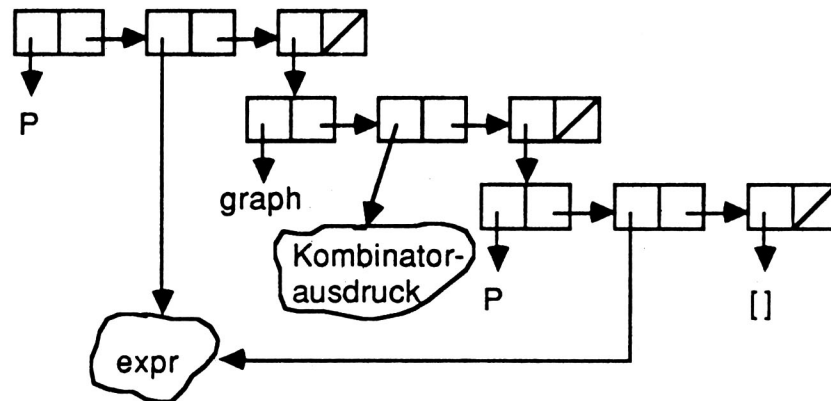 P
graph
Kombinator-
ausdruck
P
[]
expr